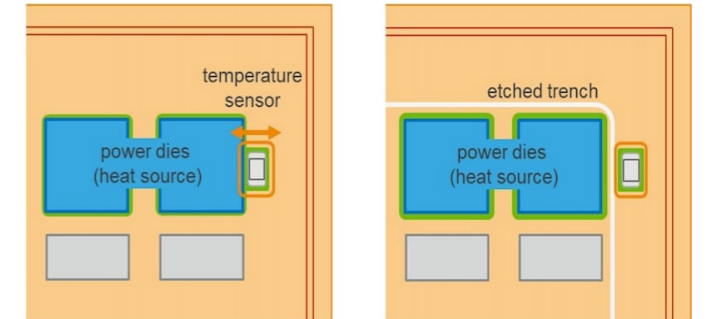 temperature
sensor
power dies
(heat source)
etched trench
power dies
(heat source)